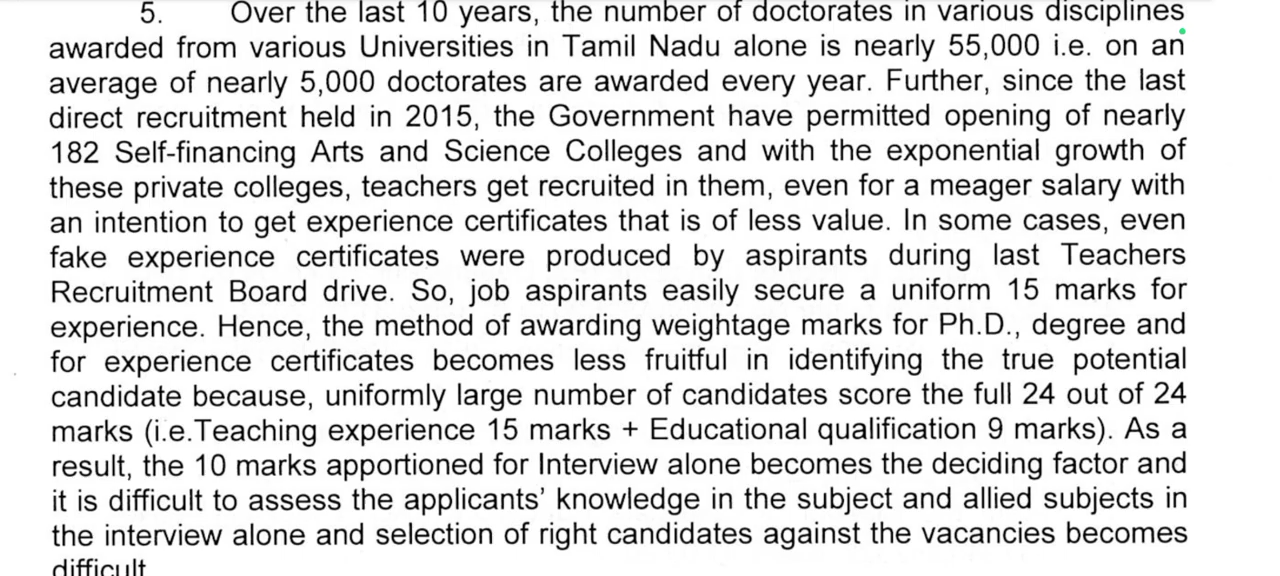 5. Over the last 10 years, the number of doctorates in various disciplines
awarded from various Universities in Tamil Nadu alone is nearly 55,000 i.e. on an
average of nearly 5,000 doctorates are awarded every year. Further, since the last
direct recruitment held in 2015, the Government have permitted opening of nearly
182 Self-financing Arts and Science Colleges and with the exponential growth of
these private colleges, teachers get recruited in them, even for a meager salary with
an intention to get experience certificates that is of less value. In some cases, even
fake experience certificates were produced by aspirants during last Teachers
Recruitment Board drive. So, job aspirants easily secure a uniform 15 marks for
experience. Hence, the method of awarding weightage marks for Ph.D., degree and
for experience certificates becomes less fruitful in identifying the true potential
candidate because, uniformly large number of candidates score the full 24 out of 24
marks (i.e.Teaching experience 15 marks + Educational qualification 9 marks). As a
result, the 10 marks apportioned for Interview alone becomes the deciding factor and
it is difficult to assess the applicants' knowledge in the subject and allied subjects in
the interview alone and selection of right candidates against the vacancies becomes
difficult